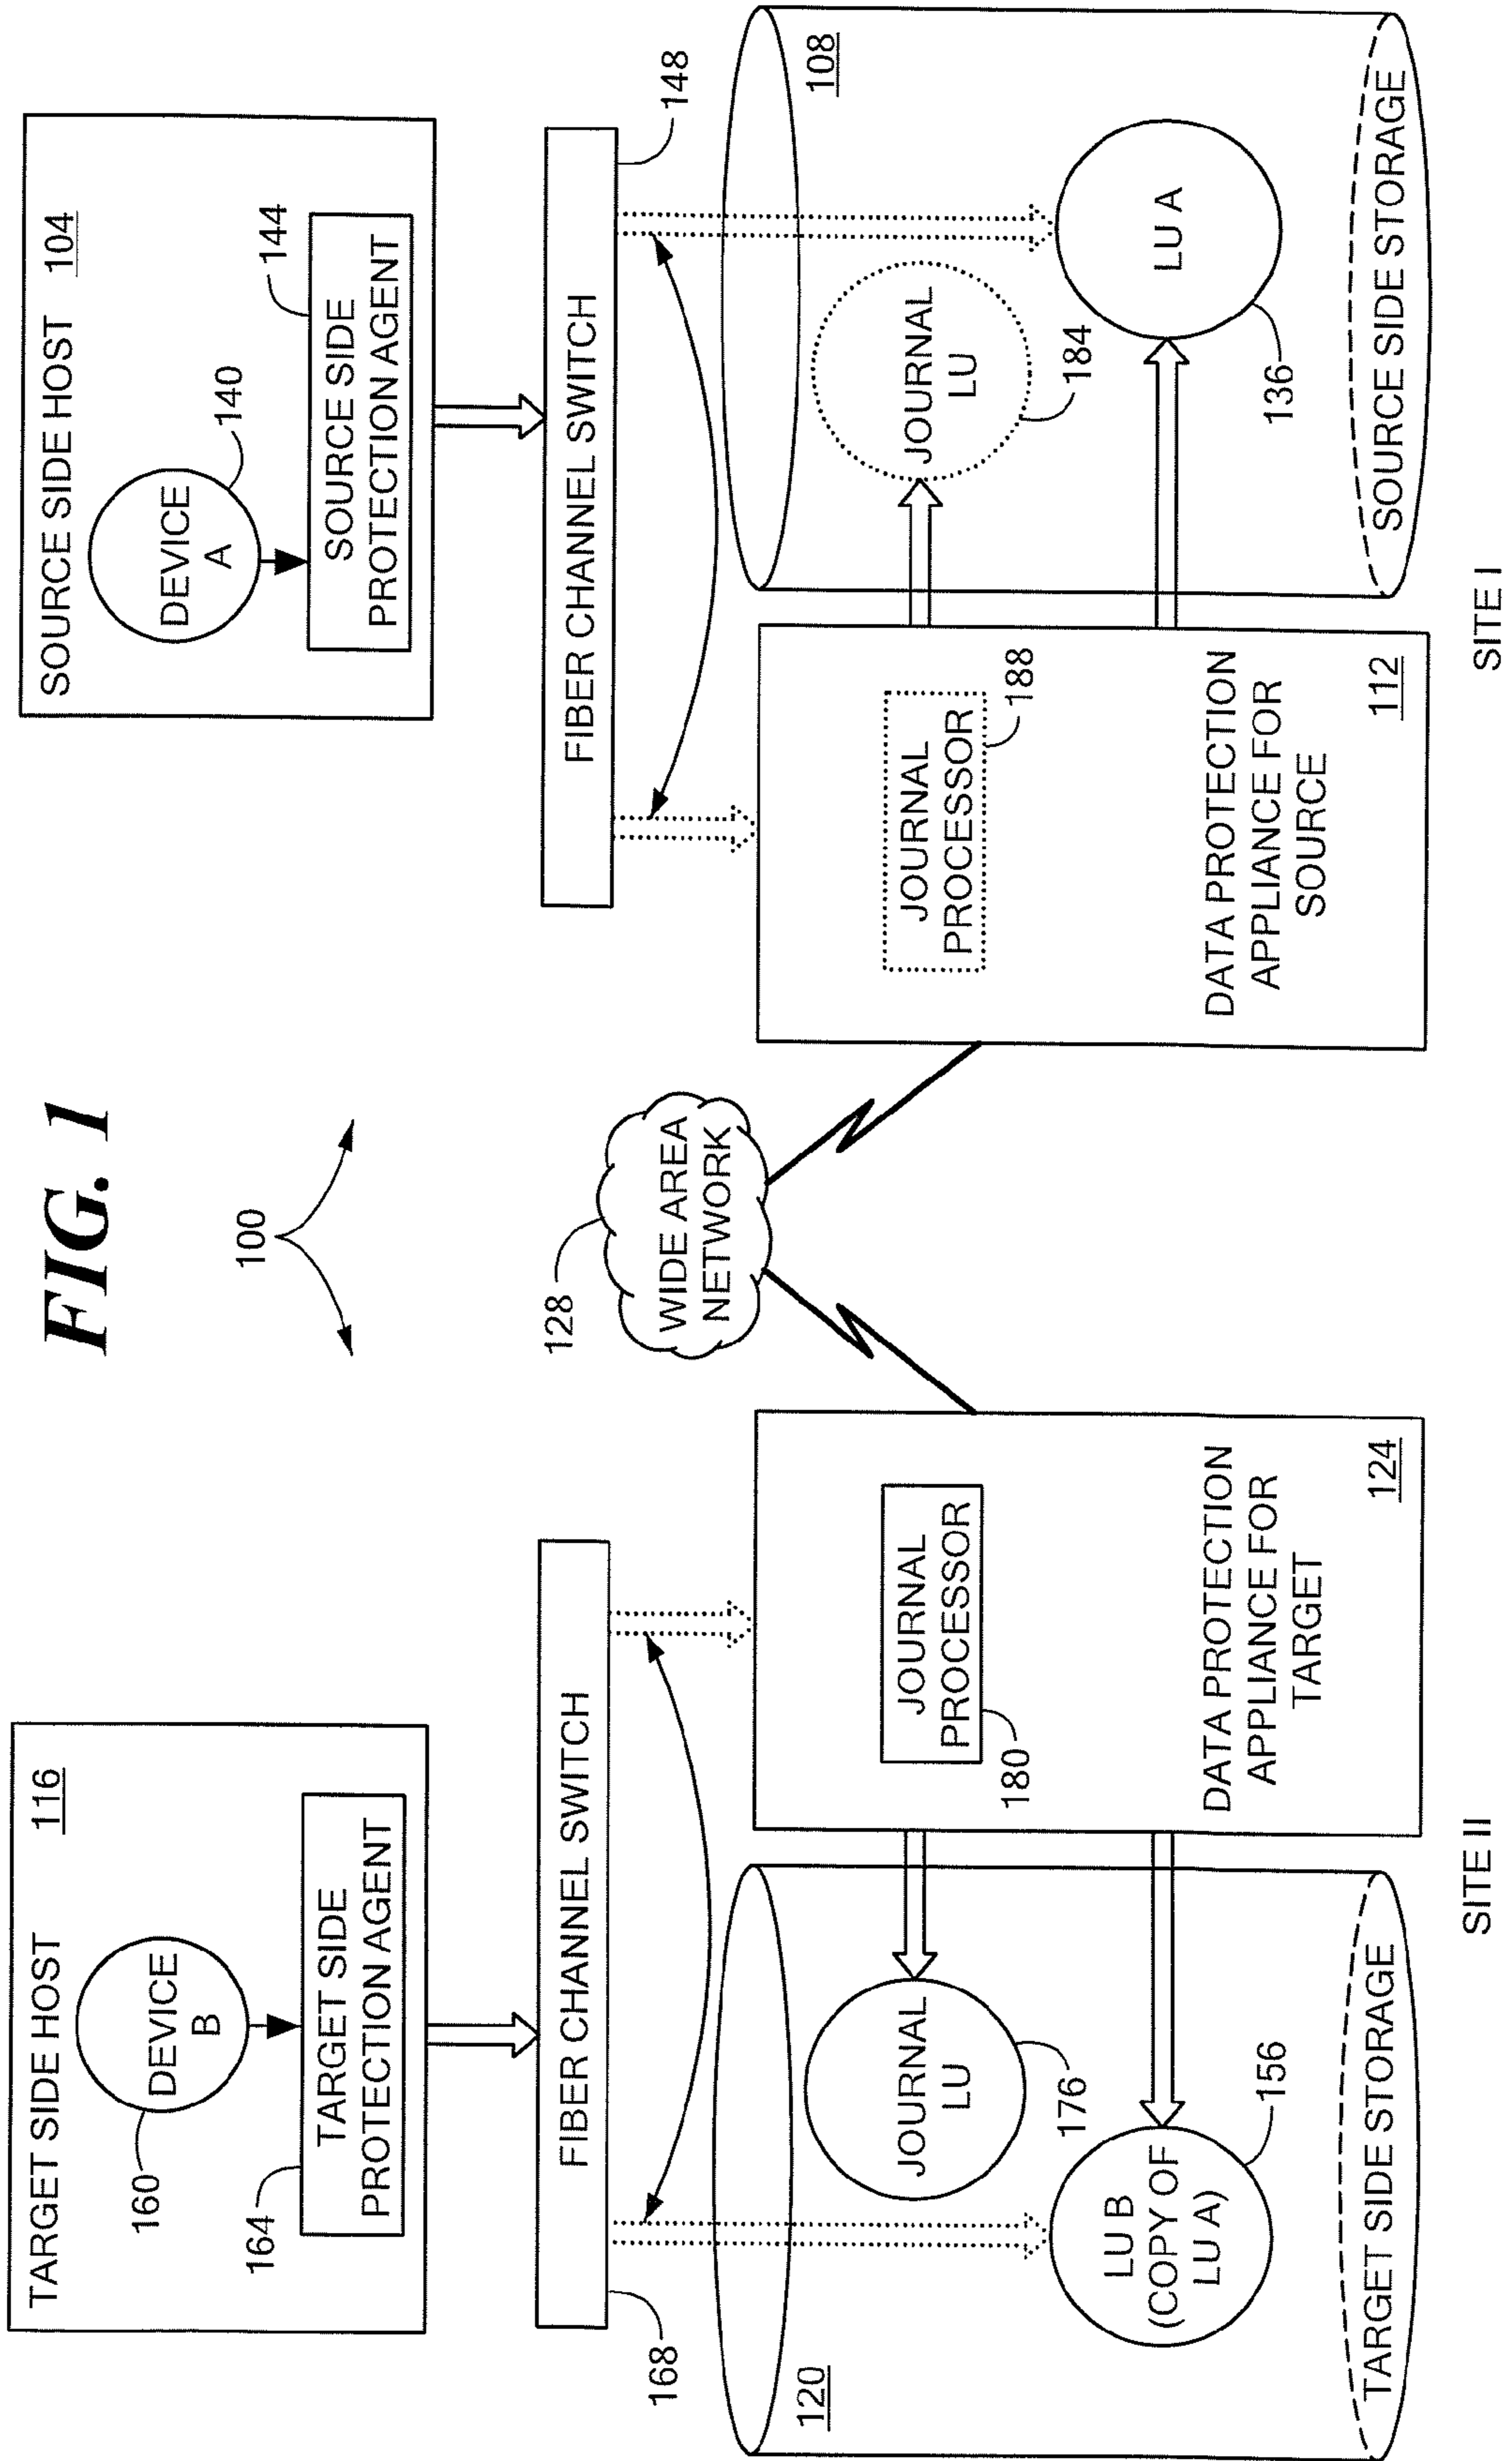 FIG. 1
100
TARGET SIDE HOST 116
160
DEVICE
B
164
TARGET SIDE
PROTECTION AGENT
168
FIBER CHANNEL SWITCH
120
JOURNAL
LU
176
LU B
(COPY OF
LU A)
156
TARGET SIDE STORAGE
JOURNAL
PROCESSOR
180
DATA PROTECTION
APPLIANCE FOR
TARGET
124
SITE II
128
WIDE AREA
NETWORK
SOURCE SIDE HOST 104
DEVICE
A
140
144
SOURCE SIDE
PROTECTION AGENT
FIBER CHANNEL SWITCH
148
JOURNAL
PROCESSOR
188
DATA PROTECTION
APPLIANCE FOR
SOURCE
112
108
JOURNAL
LU
184
LU A
136
SOURCE SIDE STORAGE
SITE I